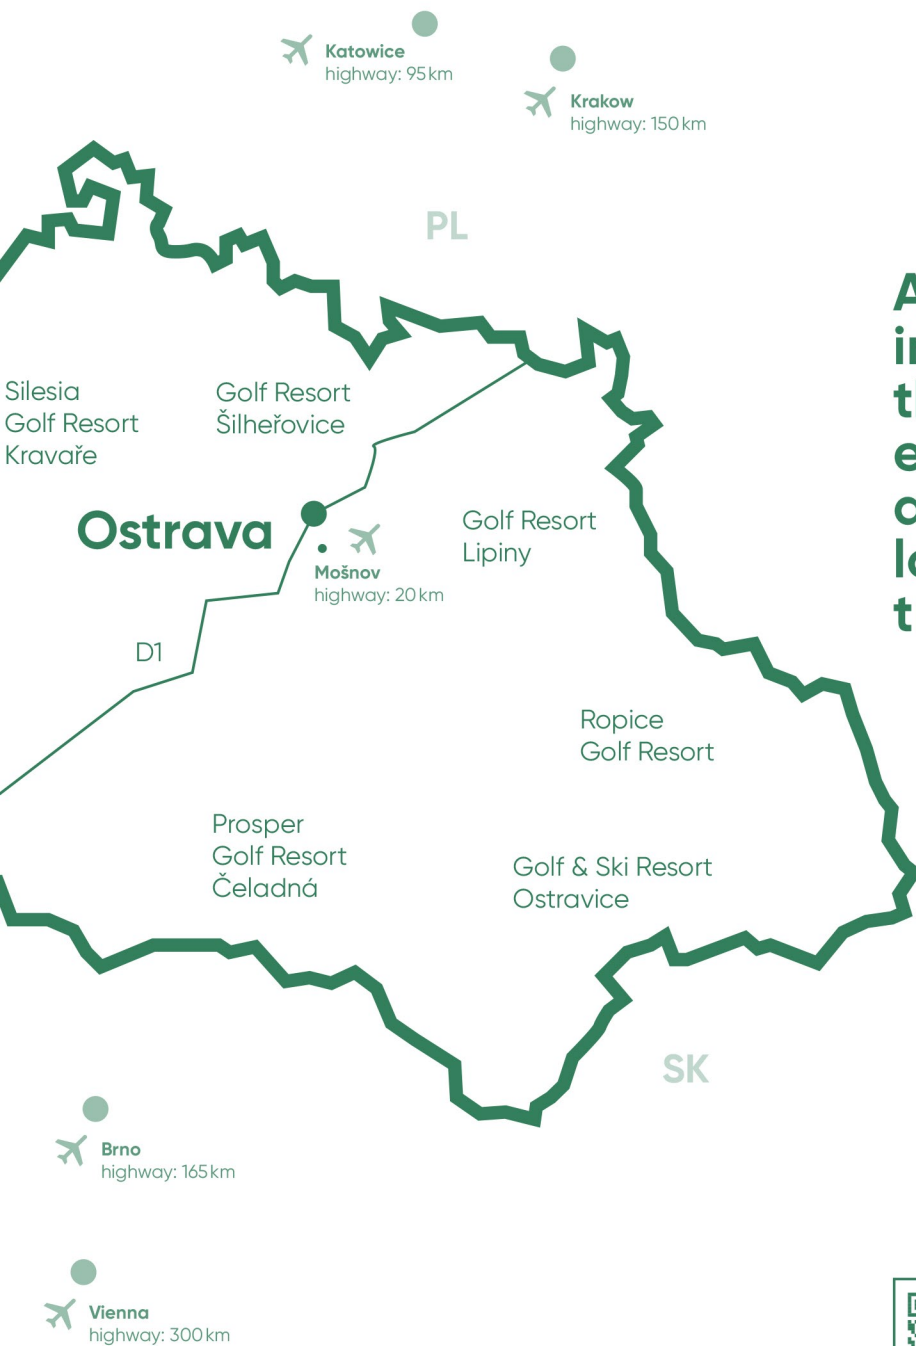 Katowice
highway: 95 km
Krakow
highway: 150 km
PL
Silesia
Golf Resort
Kravaře
Golf Resort
Šilheřovice
Ostrava
Golf Resort
Lipiny
Mošnov
highway: 20 km
D1
Ropice
Golf Resort
Prosper
Golf Resort
Čeladná
Golf & Ski Resort
Ostravice
SK
Brno
highway: 165 km
Vienna
highway: 300 km